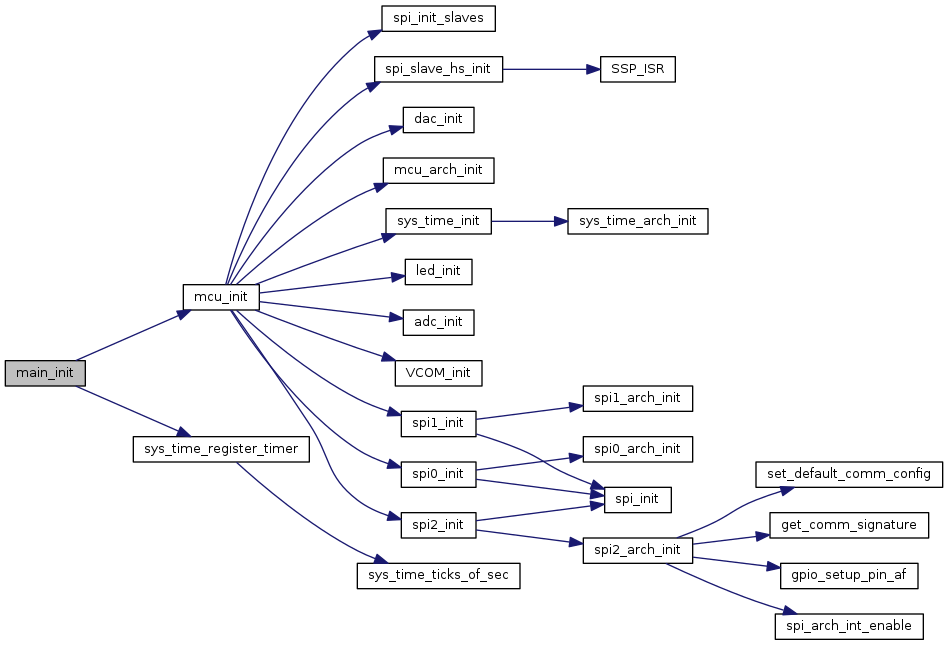 spi_init_slaves
spi_slave_hs_init
SSP_ISR
dac_init
mcu_arch_init
sys_time_init
sys_time_arch_init
led_init
mcu_init
adc_init
main_init
VCOM_init
spi1_arch_init
spi1_init
sys_time_register_timer
spi0_arch_init
spi0_init
set_default_comm_config
spi_init
spi2_init
get_comm_signature
spi2_arch_init
sys_time_ticks_of_sec
gpio_setup_pin_af
spi_arch_int_enable